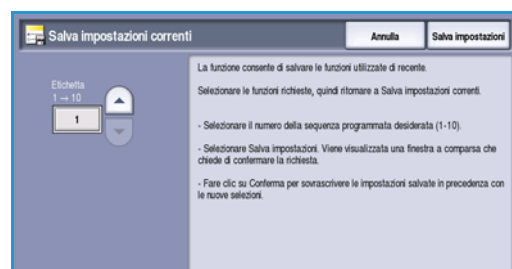 Salva impostazioni correnti
Annulla
Salva impostazioni
Etichetta
1 → 10
1
La funzione consente di salvare le funzioni utilizzate di recente.
Selezionare le funzioni richieste, quindi ritornare a Salva impostazioni correnti.
- Selezionare il numero della sequenza programmata desiderata (1-10).
- Selezionare Salva impostazioni. Viene visualizzata una finestra a comparsa che
chiede di confermare la richiesta.
- Fare clic su Conferma per sovrascrivere le impostazioni salvate in precedenza con
le nuove selezioni.